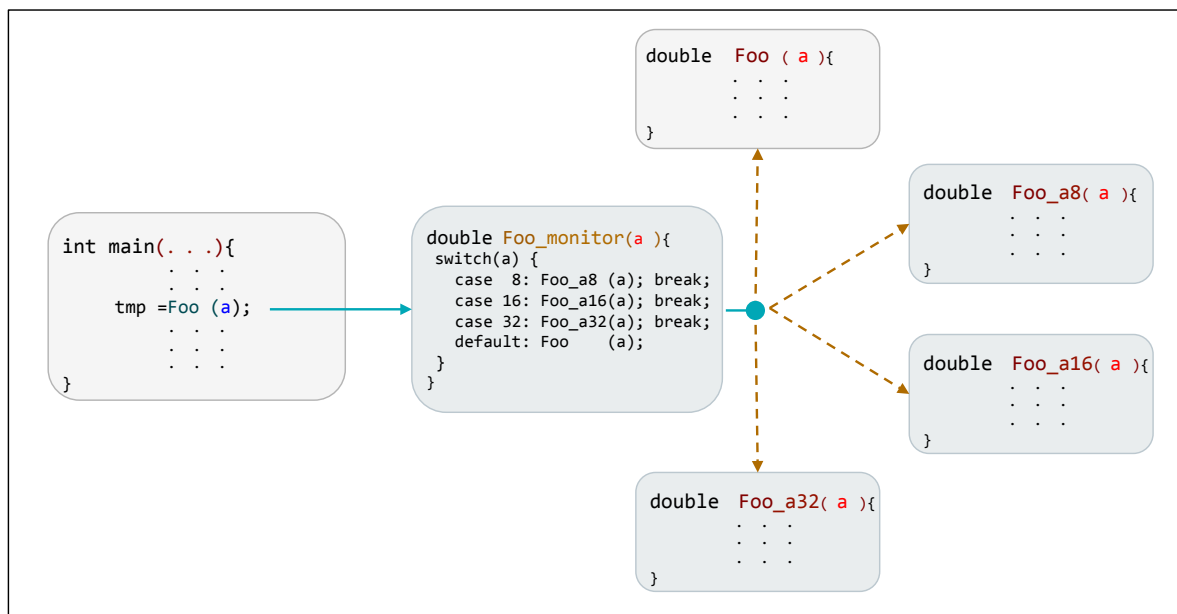 int main(. . .){
. . .
. . .
tmp =Foo (a);
. . .
. . .
. . .
}
double Foo_monitor(a ){
switch(a) {
case 8: Foo_a8 (a); break;
case 16: Foo_a16(a); break;
case 32: Foo_a32(a); break;
default: Foo (a);
}
}
double Foo ( a ){
. . .
. . .
. . .
}
double Foo_a8( a ){
. . .
. . .
. . .
}
double Foo_a16( a ){
. . .
. . .
. . .
}
double Foo_a32( a ){
. . .
. . .
. . .
}